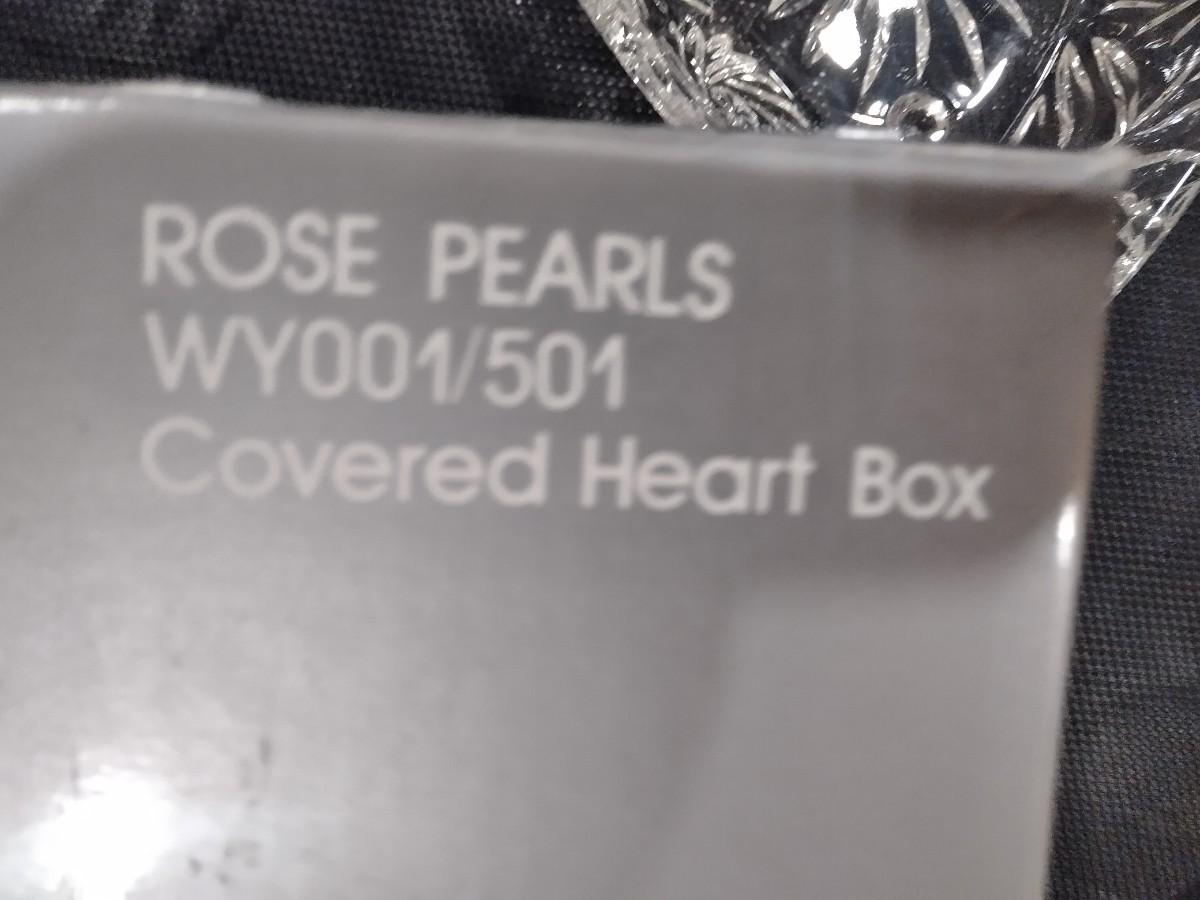 ROSE PEARLS
WY001/501
Covered Heart Box